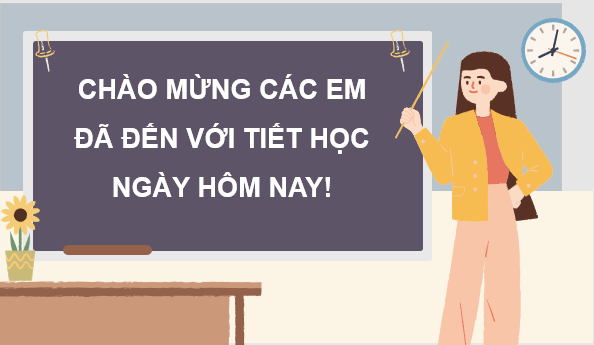 CHÀO MỪNG CÁC EM
ĐÃ ĐẾN VỚI TIẾT HỌC
NGÀY HÔM NAY!